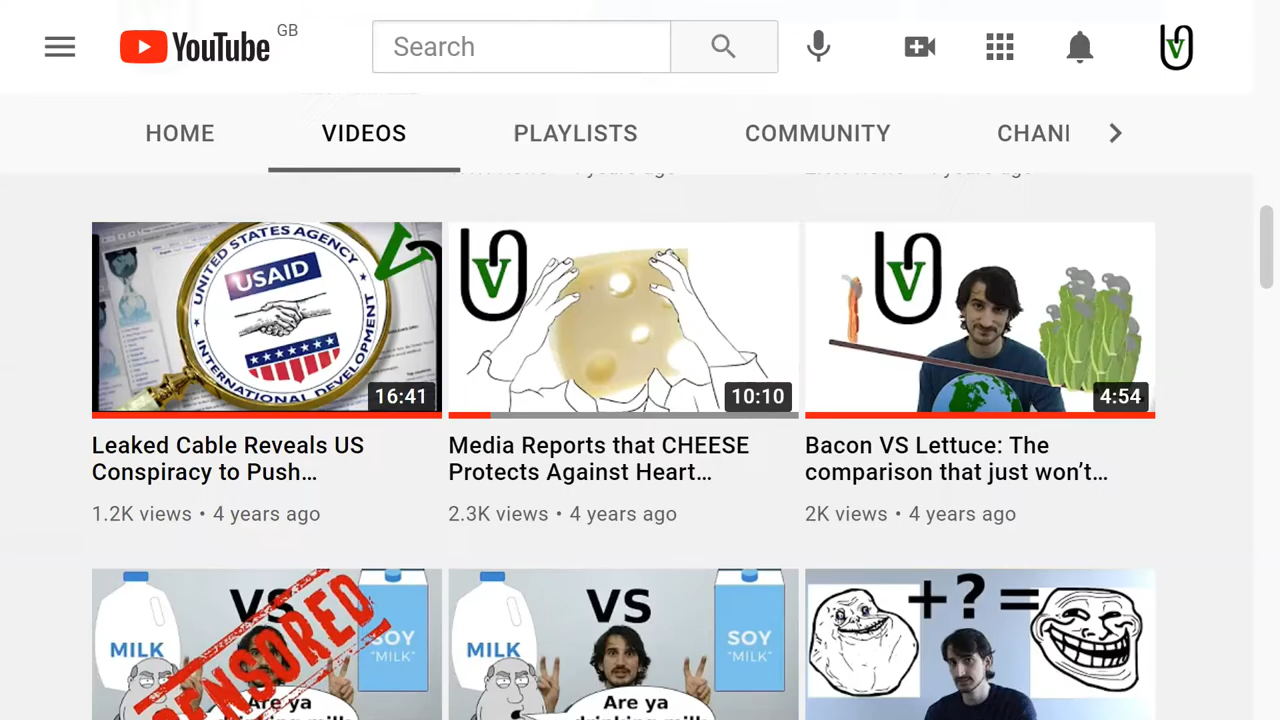 YouTube GB
Search
HOME VIDEOS PLAYLISTS COMMUNITY CHANI
UNITED STATES AGENCY
USAID
INTERNATIONAL DEVELOPMENT
V
16:41
V
10:10
V
4:54
Leaked Cable Reveals US
Conspiracy to Push…
1.2K views • 4 years ago
Media Reports that CHEESE
Protects Against Heart…
2.3K views • 4 years ago
Bacon VS Lettuce: The
comparison that just won’t…
2K views • 4 years ago
VS
MILK
SOY
"MILK"
CENSORED
Are ya
VS
MILK
SOY
"MILK"
Are ya
+?=